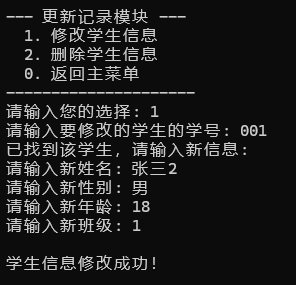 --- 更新记录模块 ---
1. 修改学生信息
2. 删除学生信息
0. 返回主菜单
---------------------
请输入您的选择: 1
请输入要修改的学生的学号: 001
已找到该学生, 请输入新信息:
请输入新姓名: 张三2
请输入新性别: 男
请输入新年龄: 18
请输入新班级: 1
学生信息修改成功!